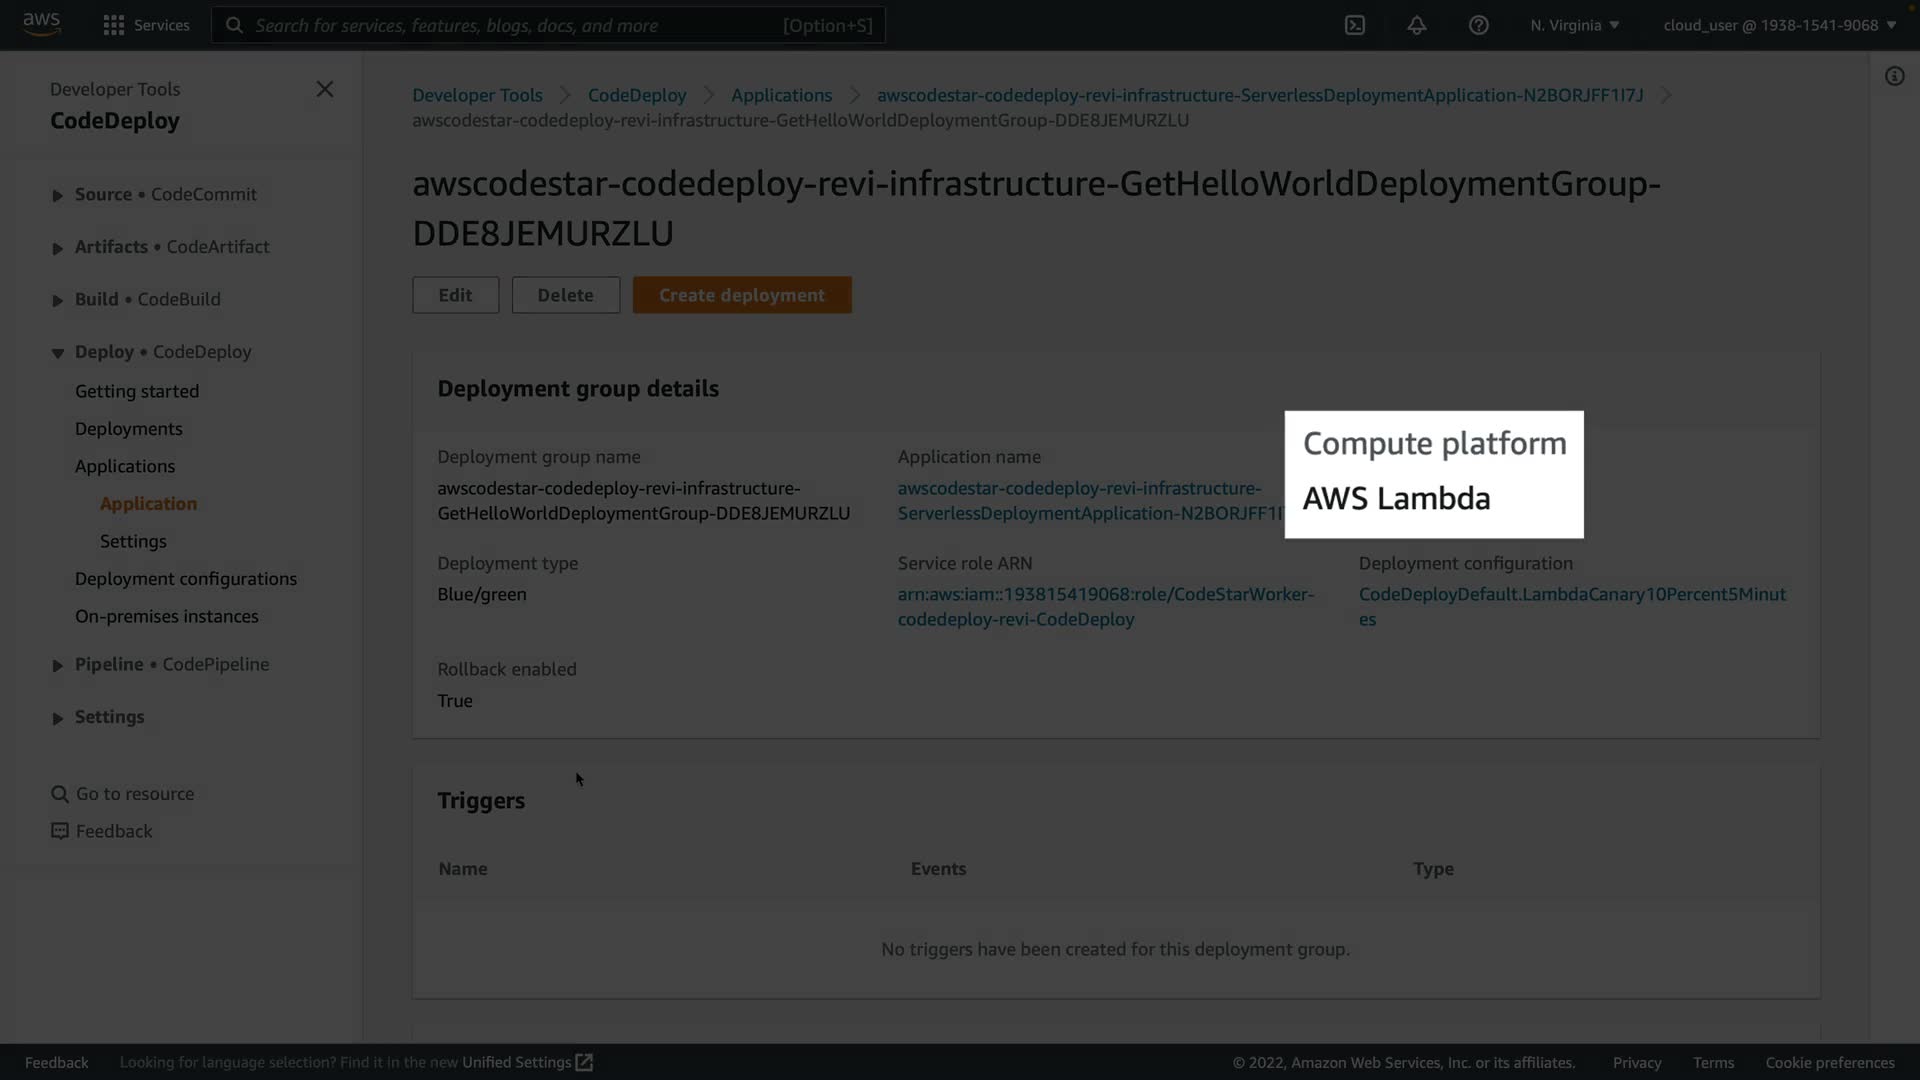 aws
Services
Search for services, features, blogs, docs, and more [Option+S]
N. Virginia
cloud_user @ 1938-1541-9068
Developer Tools
CodeDeploy
Source • CodeCommit
Artifacts • CodeArtifact
Build • CodeBuild
Deploy • CodeDeploy
Getting started
Deployments
Applications
Application
Settings
Deployment configurations
On-premises instances
Pipeline • CodePipeline
Settings
Go to resource
Feedback
Developer Tools > CodeDeploy > Applications > awscodestar-codedeploy-revi-infrastructure-ServerlessDeploymentApplication-N2BORJFF1I7J >
awscodestar-codedeploy-revi-infrastructure-GetHelloWorldDeploymentGroup-DDE8JEMURZLU
awscodestar-codedeploy-revi-infrastructure-GetHelloWorldDeploymentGroup-
DDE8JEMURZLU
Edit
Delete
Create deployment
Deployment group details
Deployment group name
awscodestar-codedeploy-revi-infrastructure-
GetHelloWorldDeploymentGroup-DDE8JEMURZLU
Application name
awscodestar-codedeploy-revi-infrastructure-
ServerlessDeploymentApplication-N2BORJFF1I
Compute platform
AWS Lambda
Deployment type
Blue/green
Service role ARN
arn:aws:iam::193815419068:role/CodeStarWorker-
codedeploy-revi-CodeDeploy
Deployment configuration
CodeDeployDefault.LambdaCanary10Percent5Minut
es
Rollback enabled
True
Triggers
Name
Events
Type
No triggers have been created for this deployment group.
Feedback
Looking for language selection? Find it in the new Unified Settings
© 2022, Amazon Web Services, Inc. or its affiliates.
Privacy
Terms
Cookie preferences